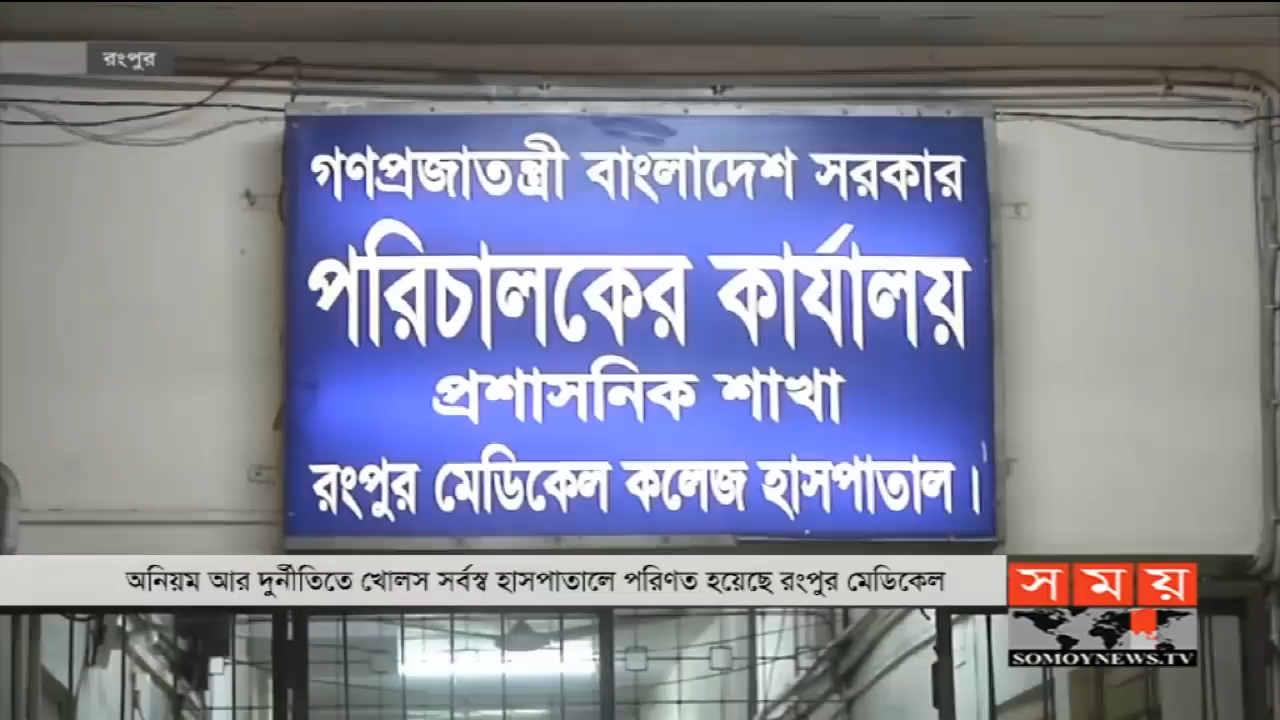 রংপুর
গণপ্রজাতন্ত্রী বাংলাদেশ সরকার
পরিচালকের কার্যালয়
প্রশাসনিক শাখা
রংপুর মেডিকেল কলেজ হাসপাতাল।
অনিয়ম আর দুর্নীতিতে খোলস সর্বস্ব হাসপাতালে পরিণত হয়েছে রংপুর মেডিকেল
সময়
SOMOYNEWS.TV